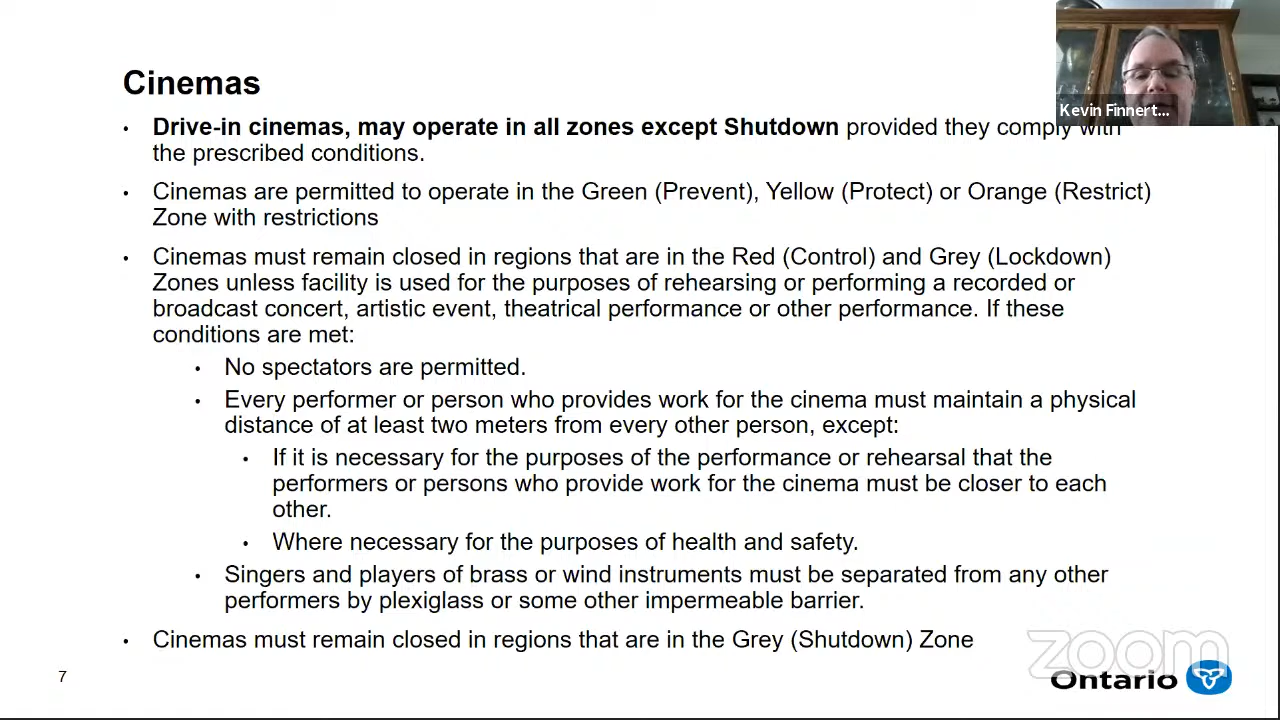 Cinemas
Kevin Finnert...
• Drive-in cinemas, may operate in all zones except Shutdown provided they comply with
the prescribed conditions.
• Cinemas are permitted to operate in the Green (Prevent), Yellow (Protect) or Orange (Restrict)
Zone with restrictions
• Cinemas must remain closed in regions that are in the Red (Control) and Grey (Lockdown)
Zones unless facility is used for the purposes of rehearsing or performing a recorded or
broadcast concert, artistic event, theatrical performance or other performance. If these
conditions are met:
• No spectators are permitted.
• Every performer or person who provides work for the cinema must maintain a physical
distance of at least two meters from every other person, except:
• If it is necessary for the purposes of the performance or rehearsal that the
performers or persons who provide work for the cinema must be closer to each
other.
• Where necessary for the purposes of health and safety.
• Singers and players of brass or wind instruments must be separated from any other
performers by plexiglass or some other impermeable barrier.
• Cinemas must remain closed in regions that are in the Grey (Shutdown) Zone
zoom
7
Ontario